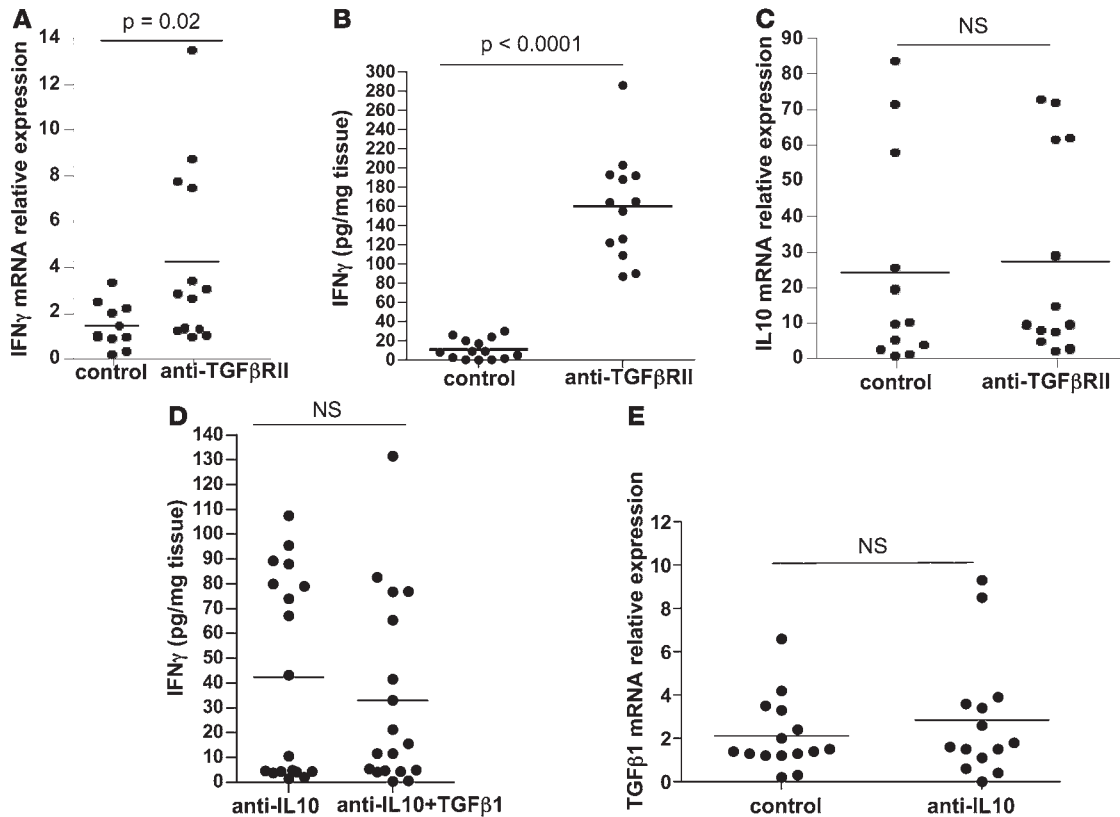 A
p = 0.02
IFNγ mRNA relative expression
14
12
10
8
6
4
2
0
control
anti-TGFβRII
B
p < 0.0001
IFNγ (pg/mg tissue)
300
280
260
240
220
200
180
160
140
120
100
80
60
40
20
0
control
anti-TGFβRII
C
NS
IL10 mRNA relative expression
90
80
70
60
50
40
30
20
10
0
control
anti-TGFβRII
D
NS
IFNγ (pg/mg tissue)
140
130
120
110
100
90
80
70
60
50
40
30
20
10
0
anti-IL10
anti-IL10+TGFβ1
E
NS
TGFβ1 mRNA relative expression
12
10
8
6
4
2
0
control
anti-IL10